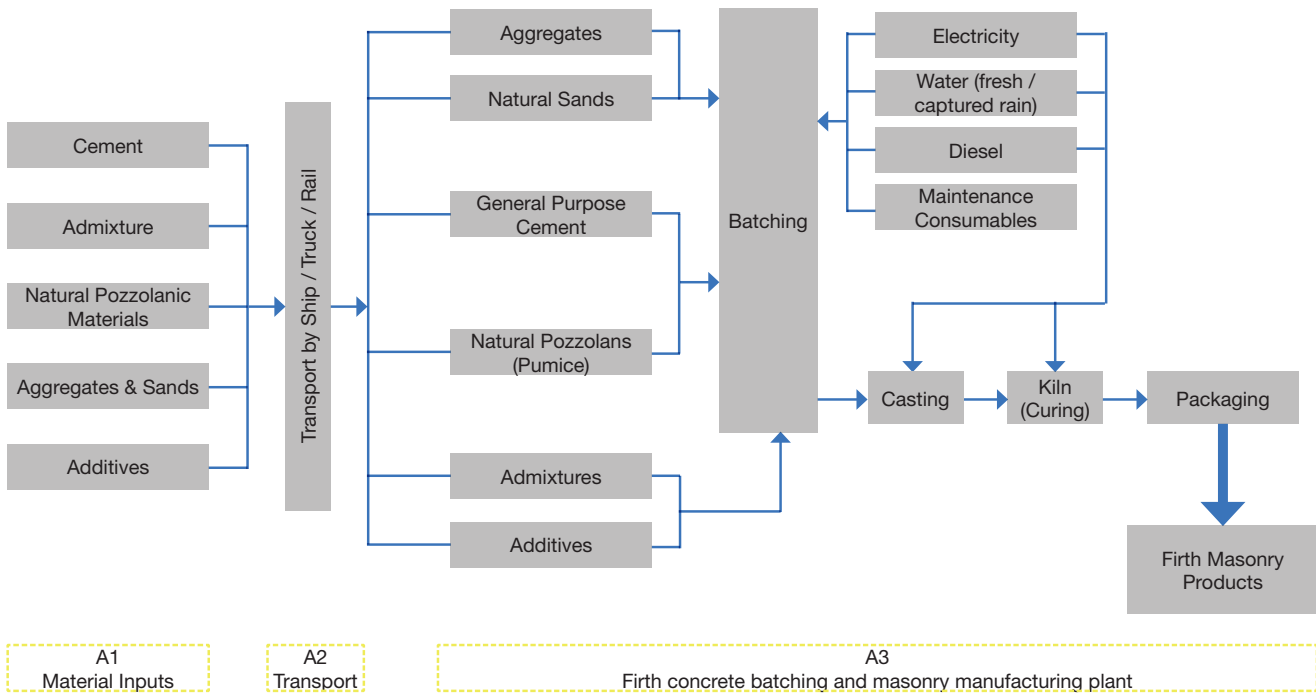 Cement
Admixture
Natural Pozzolanic
Materials
Aggregates & Sands
Additives
Transport by Ship / Truck / Rail
Aggregates
Natural Sands
General Purpose
Cement
Natural Pozzolans
(Pumice)
Admixtures
Additives
Batching
Electricity
Water (fresh /
captured rain)
Diesel
Maintenance
Consumables
Casting
Kiln
(Curing)
Packaging
Firth Masonry
Products
A1
Material Inputs
A2
Transport
A3
Firth concrete batching and masonry manufacturing plant